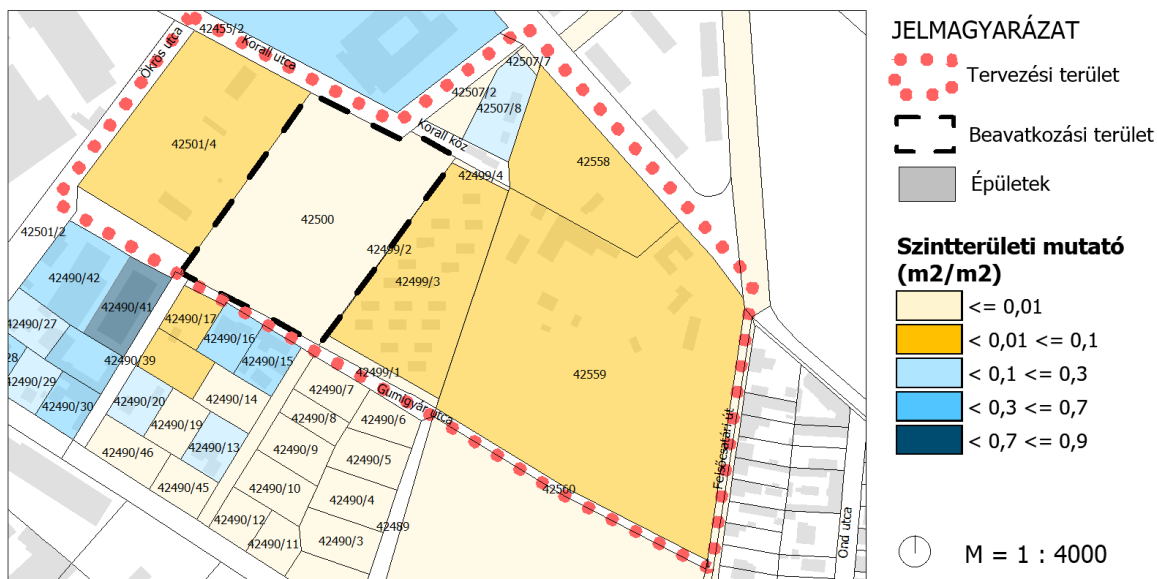 42455/2
Korall utca
Ökrös utca
42507/7
42507/2
42507/8
Korall köz
42501/4
42558
42499/4
42500
42501/2
42499/2
42490/42
42499/3
42490/41
42490/27
42490/17
42490/16
42490/39
42490/15
28
42499/1
42559
42490/29
42490/7
Gumigyár utca
42490/30
42490/20
42490/14
42490/8
42490/6
42490/19
42490/13
42490/9
42490/5
42490/46
Felsőcsatári út
42490/45
42490/10
42490/4
42560
42490/12
42489
42490/11
42490/3
Ond utca
JELMAGYARÁZAT
Tervezési terület
Beavatkozási terület
Épületek
Szintterületi mutató
(m2/m2)
<= 0,01
< 0,01 <= 0,1
< 0,1 <= 0,3
< 0,3 <= 0,7
< 0,7 <= 0,9
M = 1 : 4000